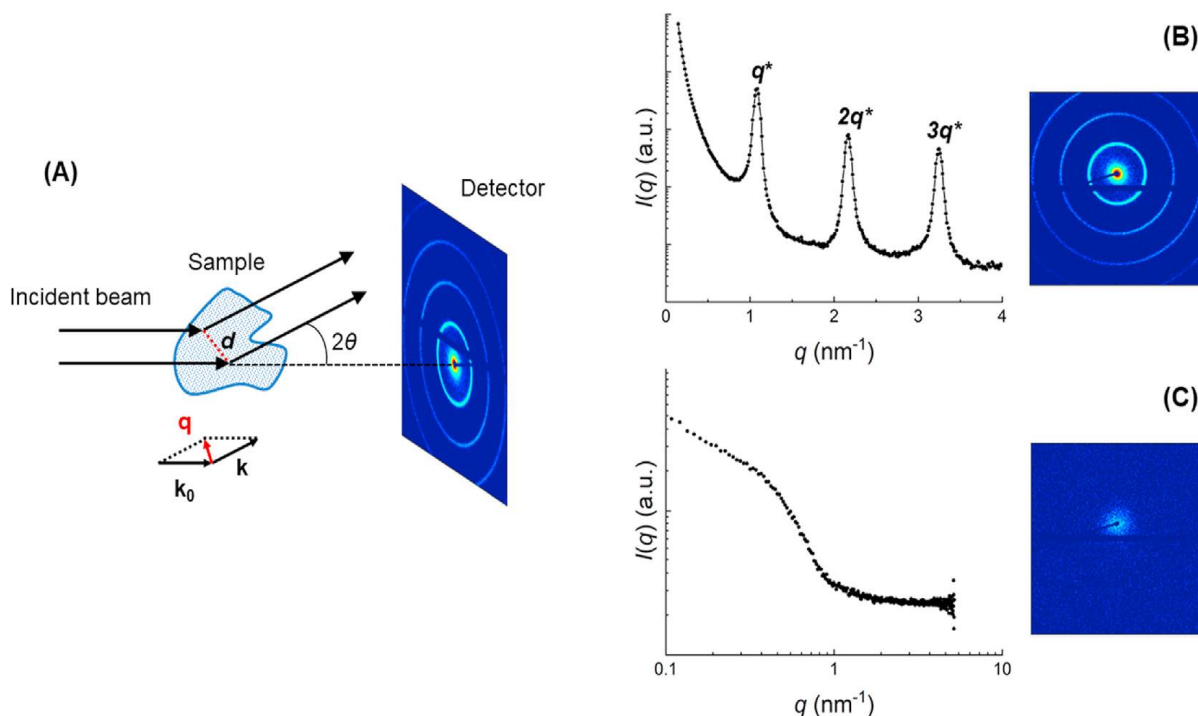 (A)
Incident beam
Sample
Detector
d
2θ
q
k₀
k
(B)
I(q) (a.u.)
q*
2q*
3q*
0
1
2
3
4
q (nm⁻¹)
(C)
I(q) (a.u.)
0.1
1
10
q (nm⁻¹)